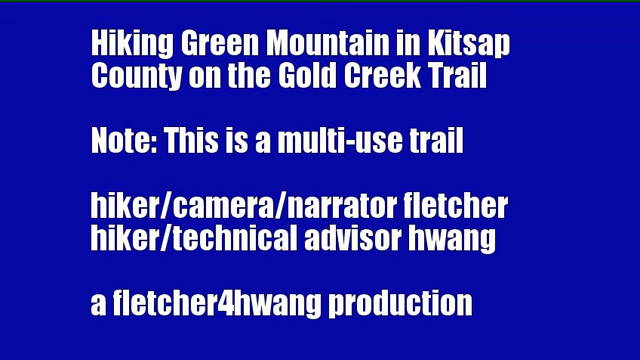 Hiking Green Mountain in Kitsap
County on the Gold Creek Trail
Note: This is a multi-use trail
hiker/camera/narrator fletcher
hiker/technical advisor hwang
a fletcher4hwang production